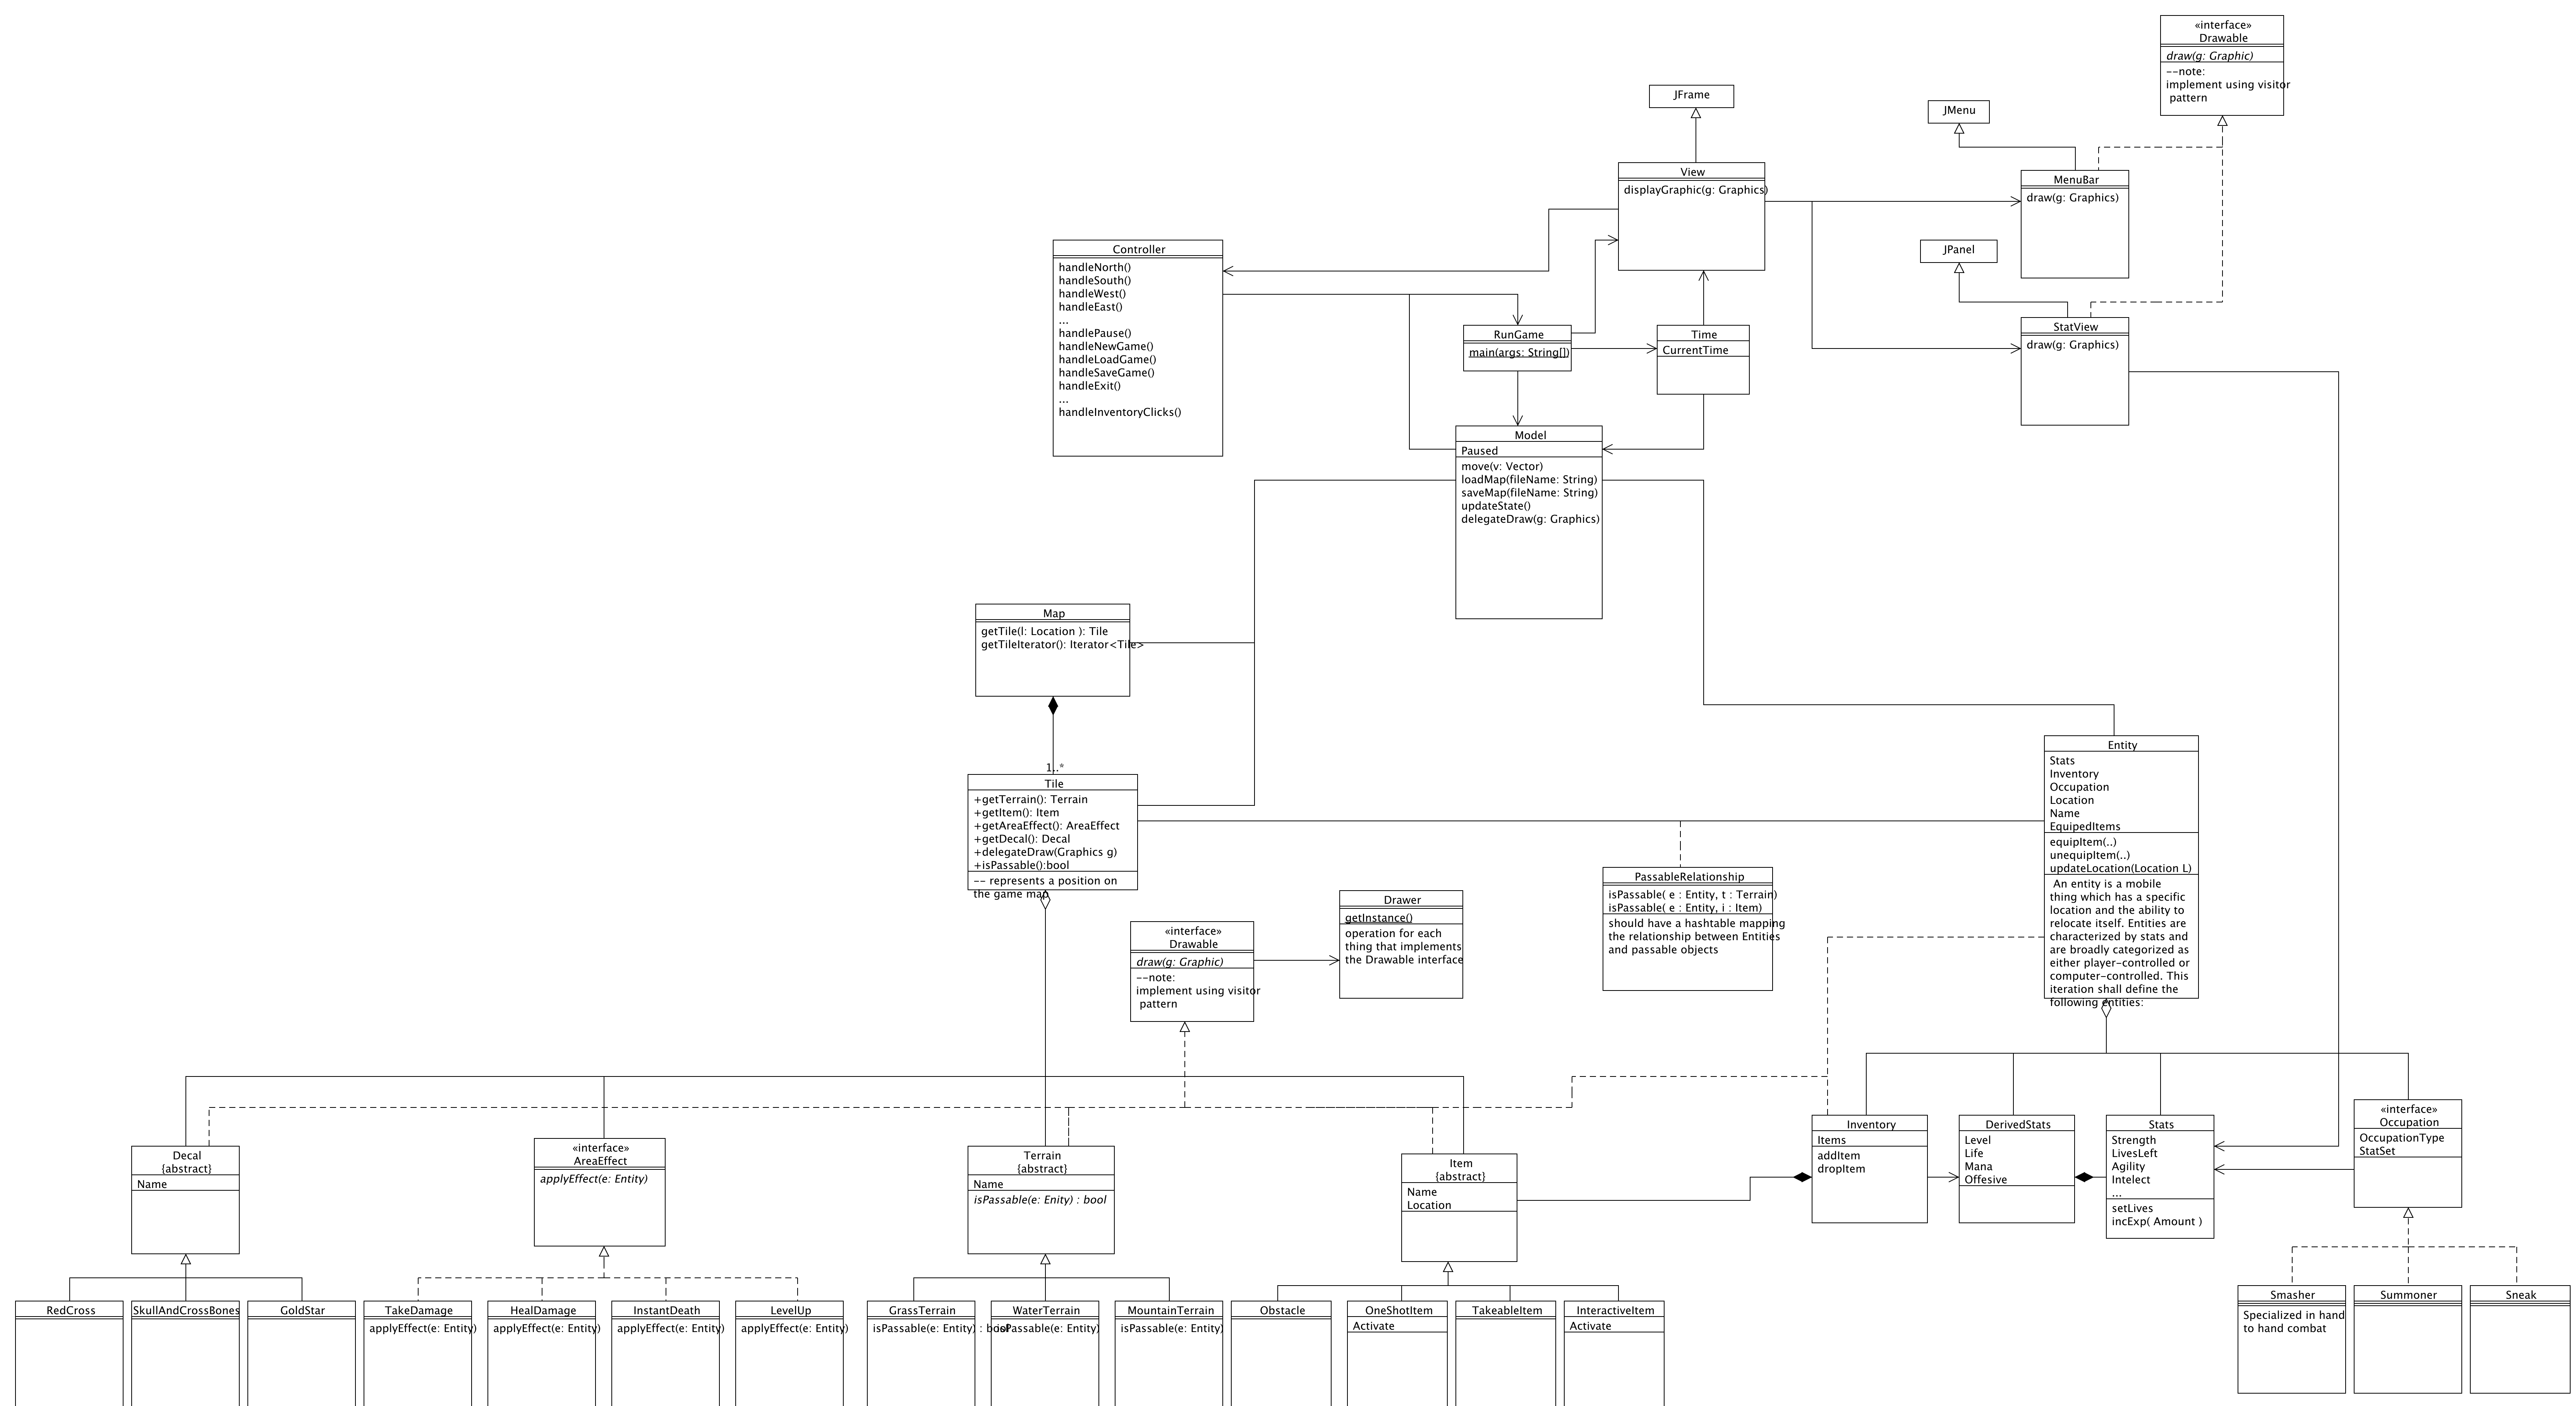 «interface»
Drawable
draw(g: Graphic)
--note:
implement using visitor
pattern
JFrame
JMenu
View
displayGraphic(g: Graphics)
MenuBar
draw(g: Graphics)
Controller
handleNorth()
handleSouth()
handleWest()
handleEast()
...
handlePause()
handleNewGame()
handleLoadGame()
handleSaveGame()
handleExit()
...
handleInventoryClicks()
JPanel
RunGame
main(args: String[])
Time
CurrentTime
StatView
draw(g: Graphics)
Model
Paused
move(v: Vector)
loadMap(fileName: String)
saveMap(fileName: String)
updateState()
delegateDraw(g: Graphics)
Map
getTile(l: Location ): Tile
getTileIterator(): Iterator<Tile>
1..*
Tile
+getTerrain(): Terrain
+getItem(): Item
+getAreaEffect(): AreaEffect
+getDecal(): Decal
+delegateDraw(Graphics g)
+isPassable():bool
-- represents a position on
the game map
Entity
Stats
Inventory
Occupation
Location
Name
EquipedItems
equipItem(..)
unequipItem(..)
updateLocation(Location L)
An entity is a mobile
thing which has a specific
location and the ability to
relocate itself. Entities are
characterized by stats and
are broadly categorized as
either player-controlled or
computer-controlled. This
iteration shall define the
following entities:
PassableRelationship
isPassable( e : Entity, t : Terrain)
isPassable( e : Entity, i : Item)
should have a hashtable mapping
the relationship between Entities
and passable objects
Drawer
getInstance()
operation for each
thing that implements
the Drawable interface
«interface»
Drawable
draw(g: Graphic)
--note:
implement using visitor
pattern
Decal
{abstract}
Name
«interface»
AreaEffect
applyEffect(e: Entity)
Terrain
{abstract}
Name
isPassable(e: Enity) : bool
Item
{abstract}
Name
Location
Inventory
Items
addItem
dropItem
DerivedStats
Level
Life
Mana
Offesive
Stats
Strength
LivesLeft
Agility
Intelect
...
setLives
incExp( Amount )
«interface»
Occupation
OccupationType
StatSet
RedCross
SkullAndCrossBones
GoldStar
TakeDamage
applyEffect(e: Entity)
HealDamage
applyEffect(e: Entity)
InstantDeath
applyEffect(e: Entity)
LevelUp
applyEffect(e: Entity)
GrassTerrain
isPassable(e: Entity) : bool
WaterTerrain
isPassable(e: Entity)
MountainTerrain
isPassable(e: Entity)
Obstacle
OneShotItem
Activate
TakeableItem
InteractiveItem
Activate
Smasher
Specialized in hand
to hand combat
Summoner
Sneak